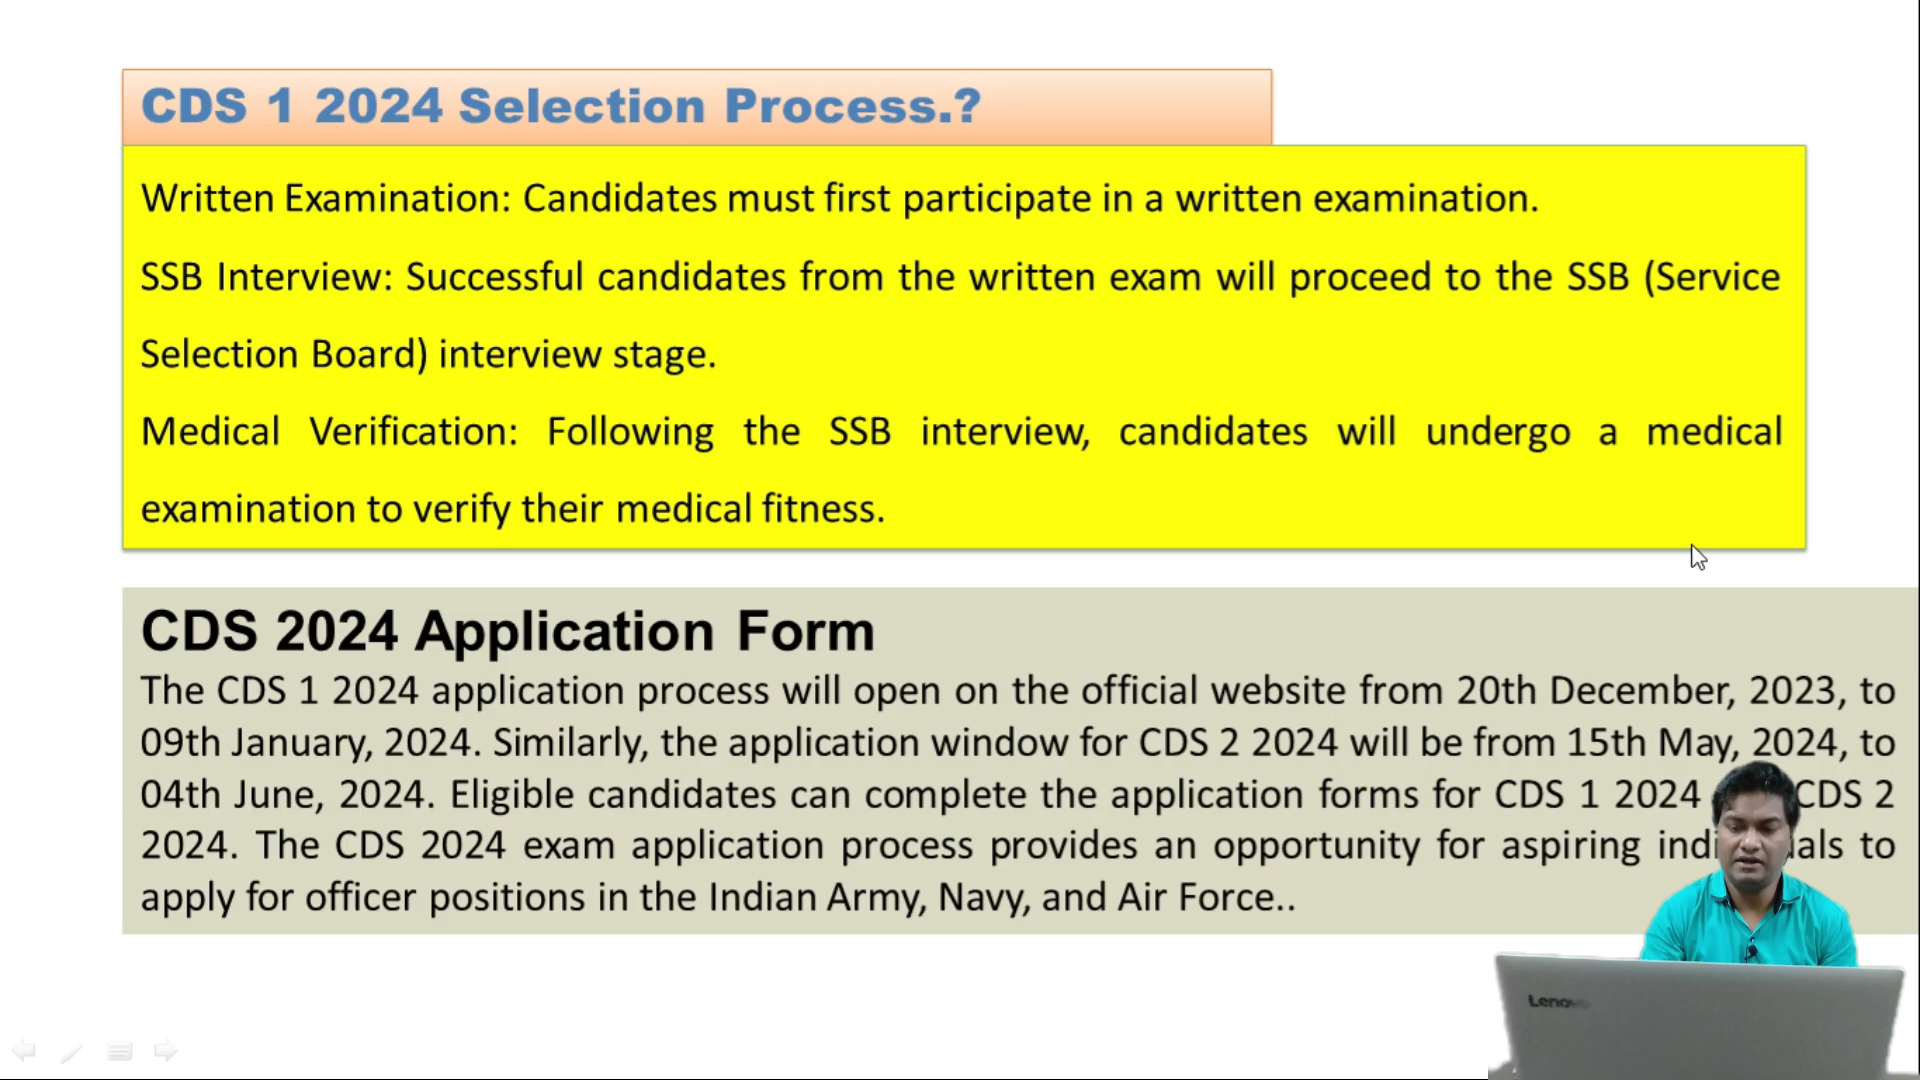 CDS 1 2024 Selection Process.?
Written Examination: Candidates must first participate in a written examination.
SSB Interview: Successful candidates from the written exam will proceed to the SSB (Service
Selection Board) interview stage.
Medical Verification: Following the SSB interview, candidates will undergo a medical
examination to verify their medical fitness.
CDS 2024 Application Form
The CDS 1 2024 application process will open on the official website from 20th December, 2023, to
09th January, 2024. Similarly, the application window for CDS 2 2024 will be from 15th May, 2024, to
04th June, 2024. Eligible candidates can complete the application forms for CDS 1 2024 CDS 2
2024. The CDS 2024 exam application process provides an opportunity for aspiring to
apply for officer positions in the Indian Army, Navy, and Air Force..